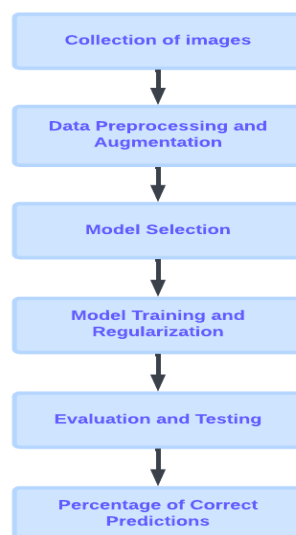 Collection of images
Data Preprocessing and
Augmentation
Model Selection
Model Training and
Regularization
Evaluation and Testing
Percentage of Correct
Predictions